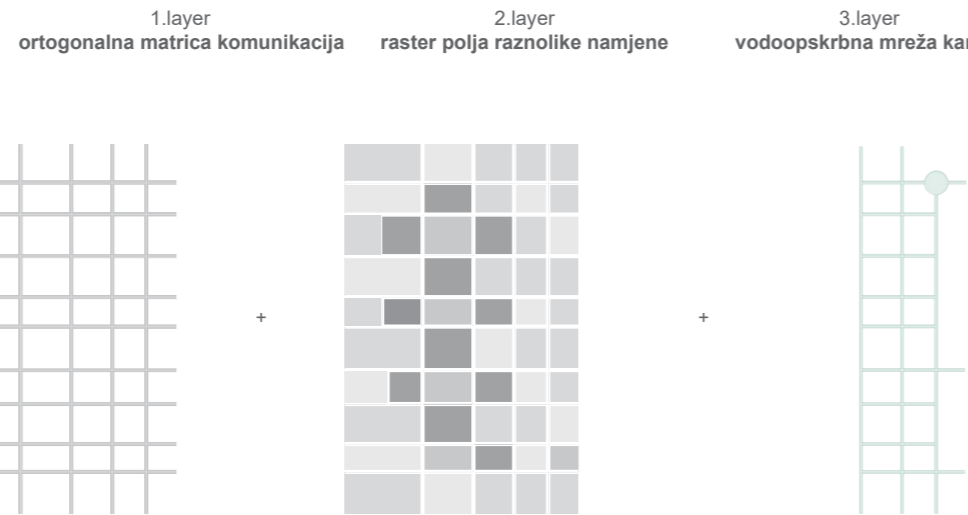 1.layer
ortogonalna matrica komunikacija
2.layer
raster polja raznolike namjene
3.layer
vodoopskrbna mreža
+
+